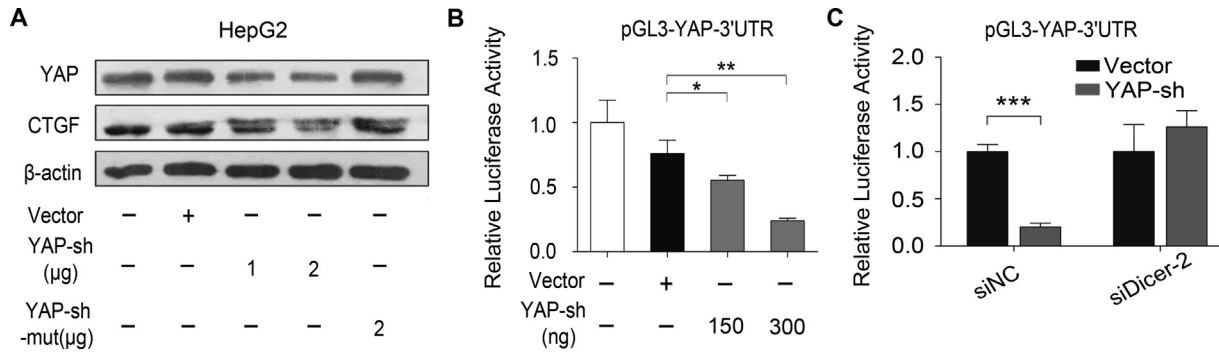 A
HepG2
YAP
CTGF
β-actin
Vector – + – – –
YAP-sh
(μg) – – 1 2 –
YAP-sh
-mut(μg) – – – – 2
B
pGL3-YAP-3'UTR
Relative Luciferase Activity
1.5
1.0
0.5
0.0
**
*
Vector – + – –
YAP-sh
(ng) – – 150 300
C
pGL3-YAP-3'UTR
Relative Luciferase Activity
2.0
1.5
1.0
0.5
0.0
Vector
YAP-sh
***
siNC
siDicer-2